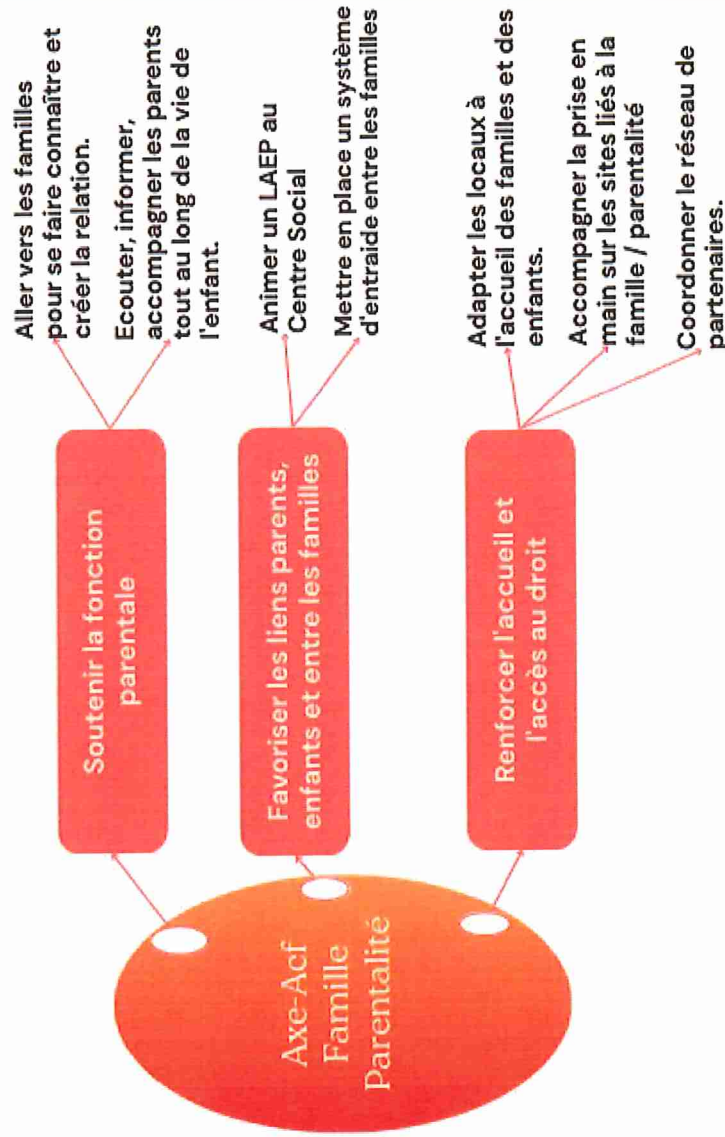 Axe-Acf
Famille
Parentalité
Soutenir la fonction
parentale
Aller vers les familles
pour se faire connaître et
créer la relation.
Ecouter, informer,
accompagner les parents
tout au long de la vie de
l'enfant.
Favoriser les liens parents,
enfants et entre les familles
Animer un LAEP au
Centre Social
Mettre en place un système
d'entraide entre les familles
Renforcer l'accueil et
l'accès au droit
Adapter les locaux à
l'accueil des familles et des
enfants.
Accompagner la prise en
main sur les sites liés à la
famille / parentalité
Coordonner le réseau de
partenaires.